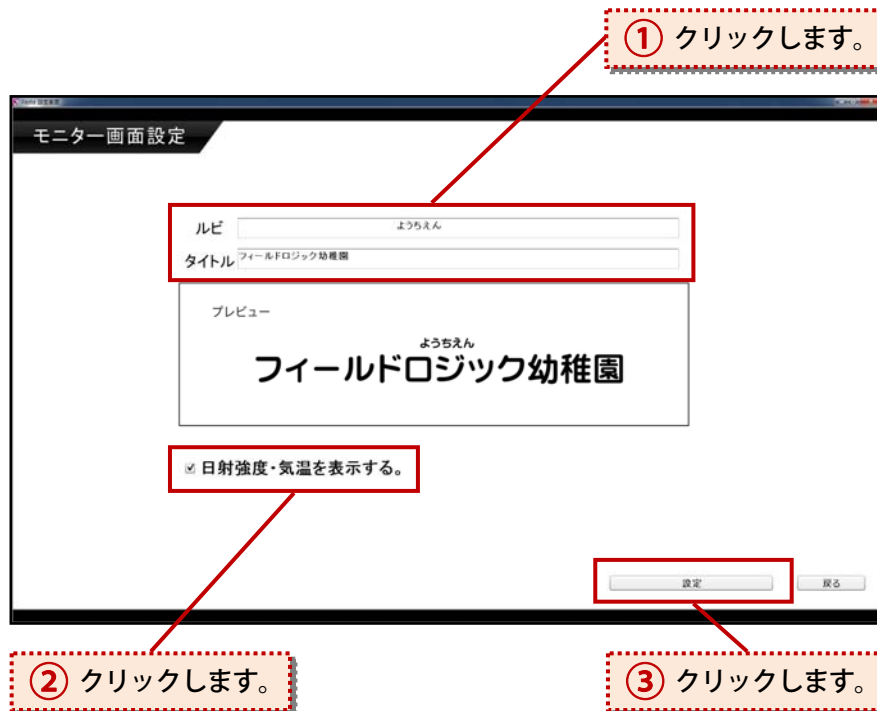 ① クリックします。
モニター画面設定
ルビ ようちえん
タイトル フィールドロジック幼稚園
プレビュー
ようちえん
フィールドロジック幼稚園
日射強度・気温を表示する。
設定 戻る
② クリックします。
③ クリックします。